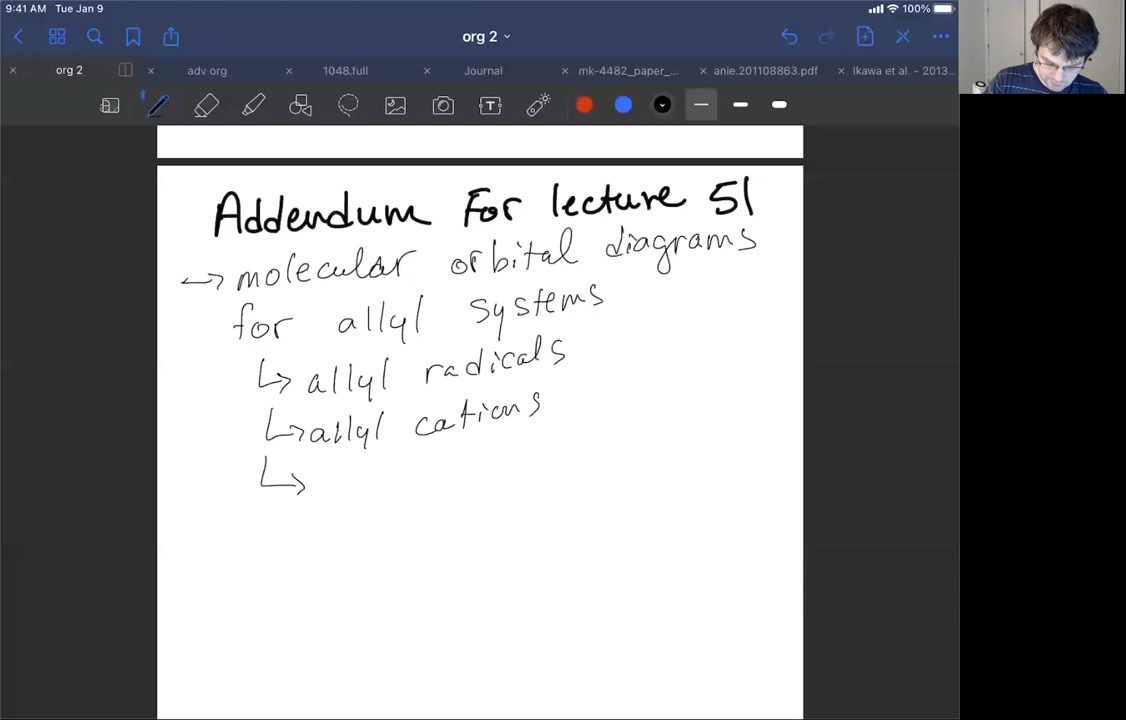 9:41 AM Tue Jan 9
100%
org 2
org 2
adv org
1048.full
Journal
mk-4482_paper_...
anie.201108863.pdf
Ikawa et al. - 2013...
T
Addendum For lecture 51
↪ molecular orbital diagrams
for allyl systems
↳ allyl radicals
↳ allyl cations
↳